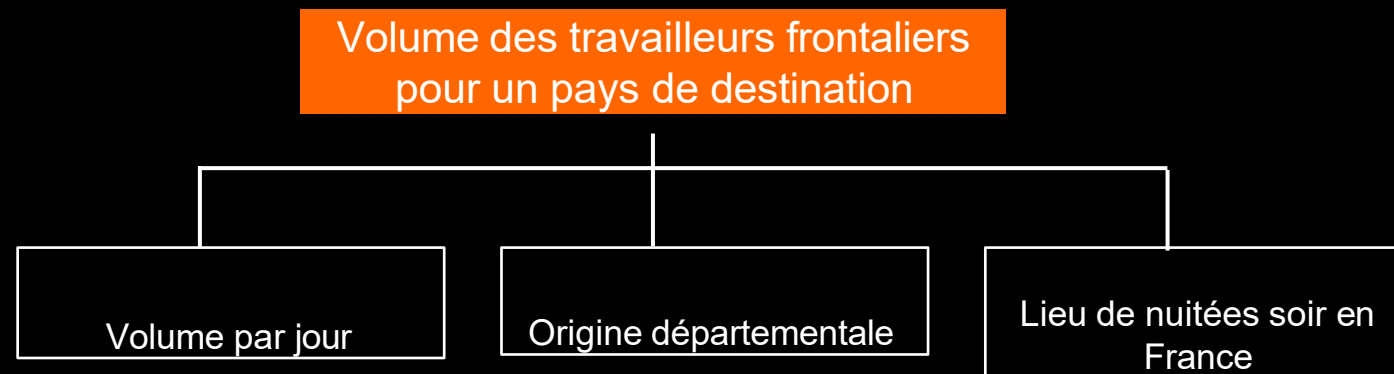 Volume des travailleurs frontaliers
pour un pays de destination
Volume par jour
Origine départementale
Lieu de nuitées soir en
France